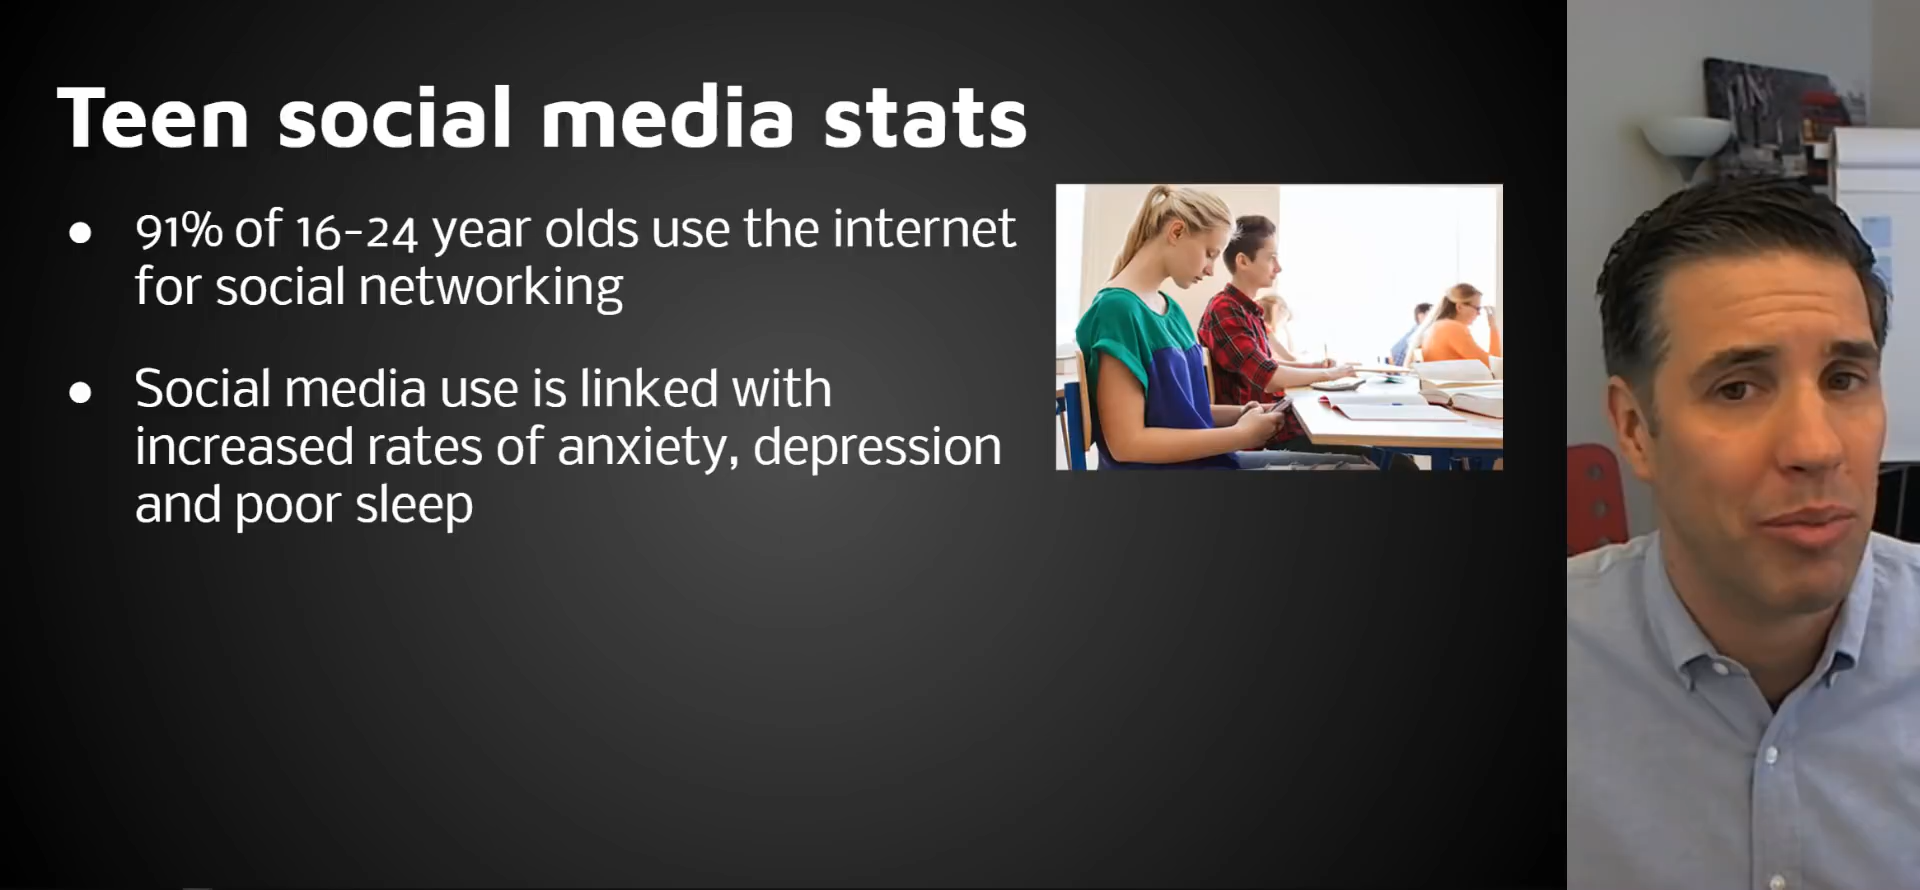 Teen social media stats
● 91% of 16-24 year olds use the internet
for social networking
● Social media use is linked with
increased rates of anxiety, depression
and poor sleep